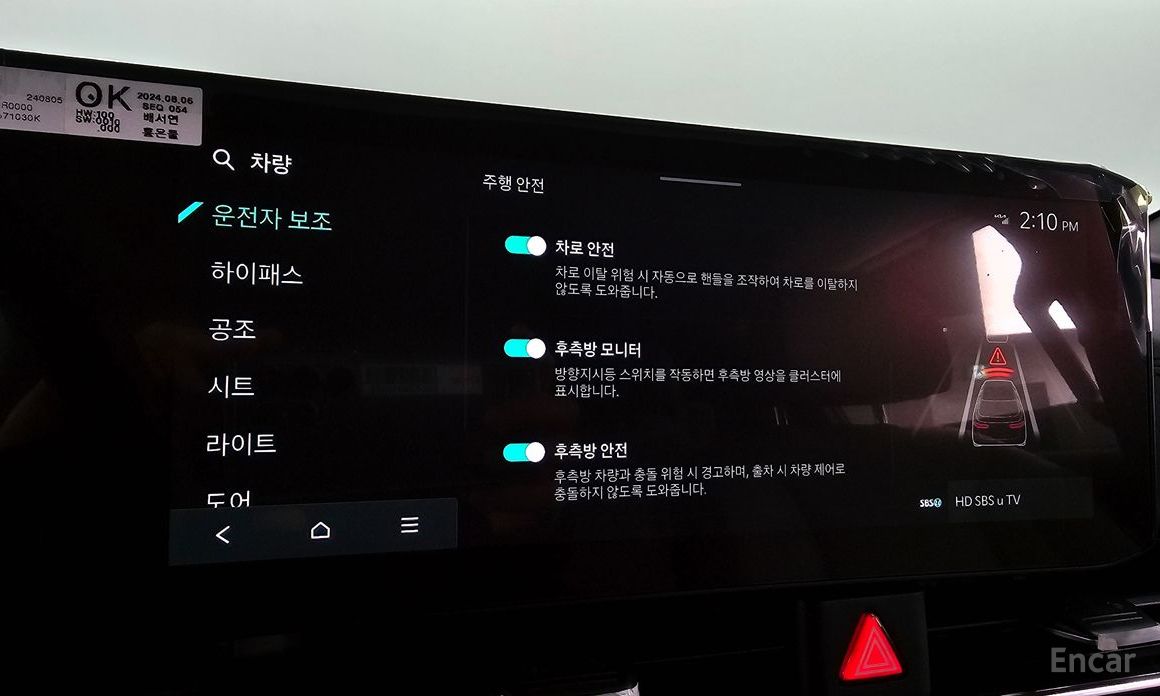 240805
R0000
71030K
OK
HW:100
SW:001.000
2024.08.06
SEQ 054
배서연
홍은둘
차량
운전자 보조
하이패스
공조
시트
라이트
도어
주행 안전
차로 안전
차로 이탈 위험 시 자동으로 핸들을 조작하여 차로를 이탈하지
않도록 도와줍니다.
후측방 모니터
방향지시등 스위치를 작동하면 후측방 영상을 클러스터에
표시합니다.
후측방 안전
후측방 차량과 충돌 위험 시 경고하며, 출차 시 차량 제어로
충돌하지 않도록 도와줍니다.
2:10 PM
SBS
HD SBS u TV
Encar